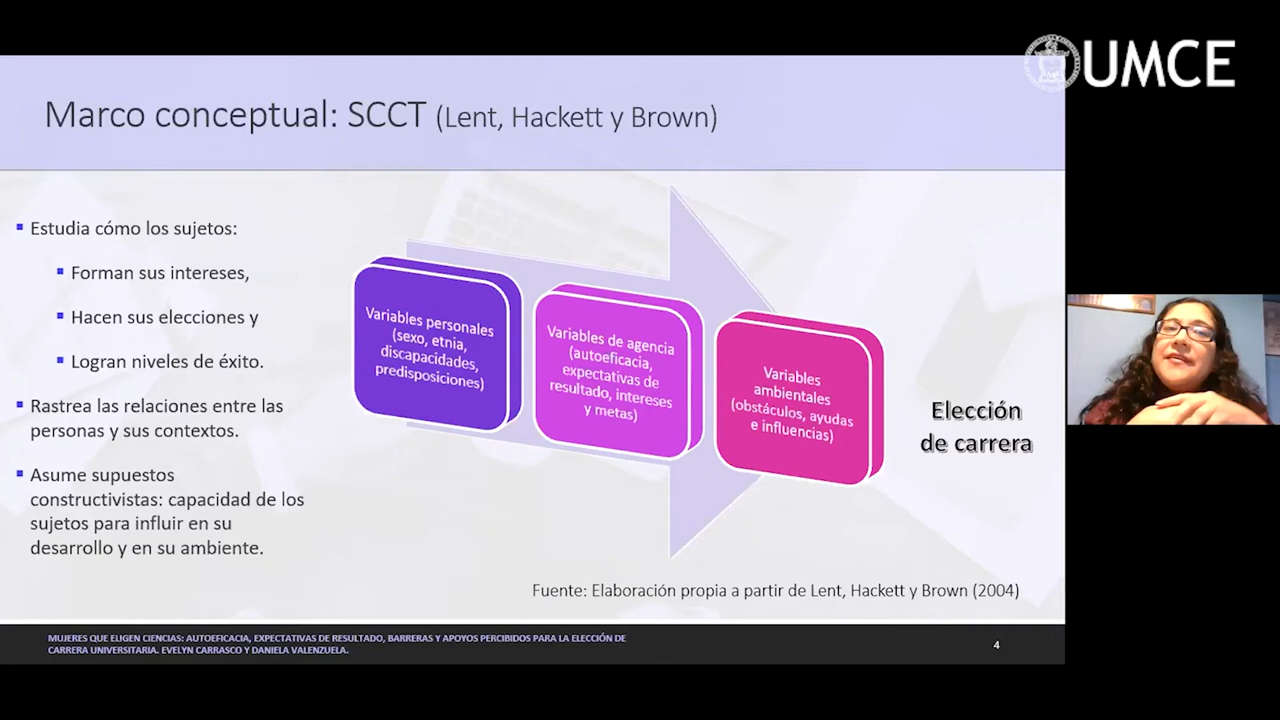 UMCE
Marco conceptual: SCCT (Lent, Hackett y Brown)
▪ Estudia cómo los sujetos:
▪ Forman sus intereses,
▪ Hacen sus elecciones y
▪ Logran niveles de éxito.
▪ Rastrea las relaciones entre las
personas y sus contextos.
▪ Asume supuestos
constructivistas: capacidad de los
sujetos para influir en su
desarrollo y en su ambiente.
Variables personales
(sexo, etnia,
discapacidades,
predisposiciones)
Variables de agencia
(autoeficacia,
expectativas de
resultado, intereses
y metas)
Variables
ambientales
(obstáculos, ayudas
e influencias)
Elección
de carrera
Fuente: Elaboración propia a partir de Lent, Hackett y Brown (2004)
MUJERES QUE ELIGEN CIENCIAS: AUTOEFICACIA, EXPECTATIVAS DE RESULTADO, BARRERAS Y APOYOS PERCIBIDOS PARA LA ELECCIÓN DE
CARRERA UNIVERSITARIA. EVELYN CARRASCO Y DANIELA VALENZUELA.
4